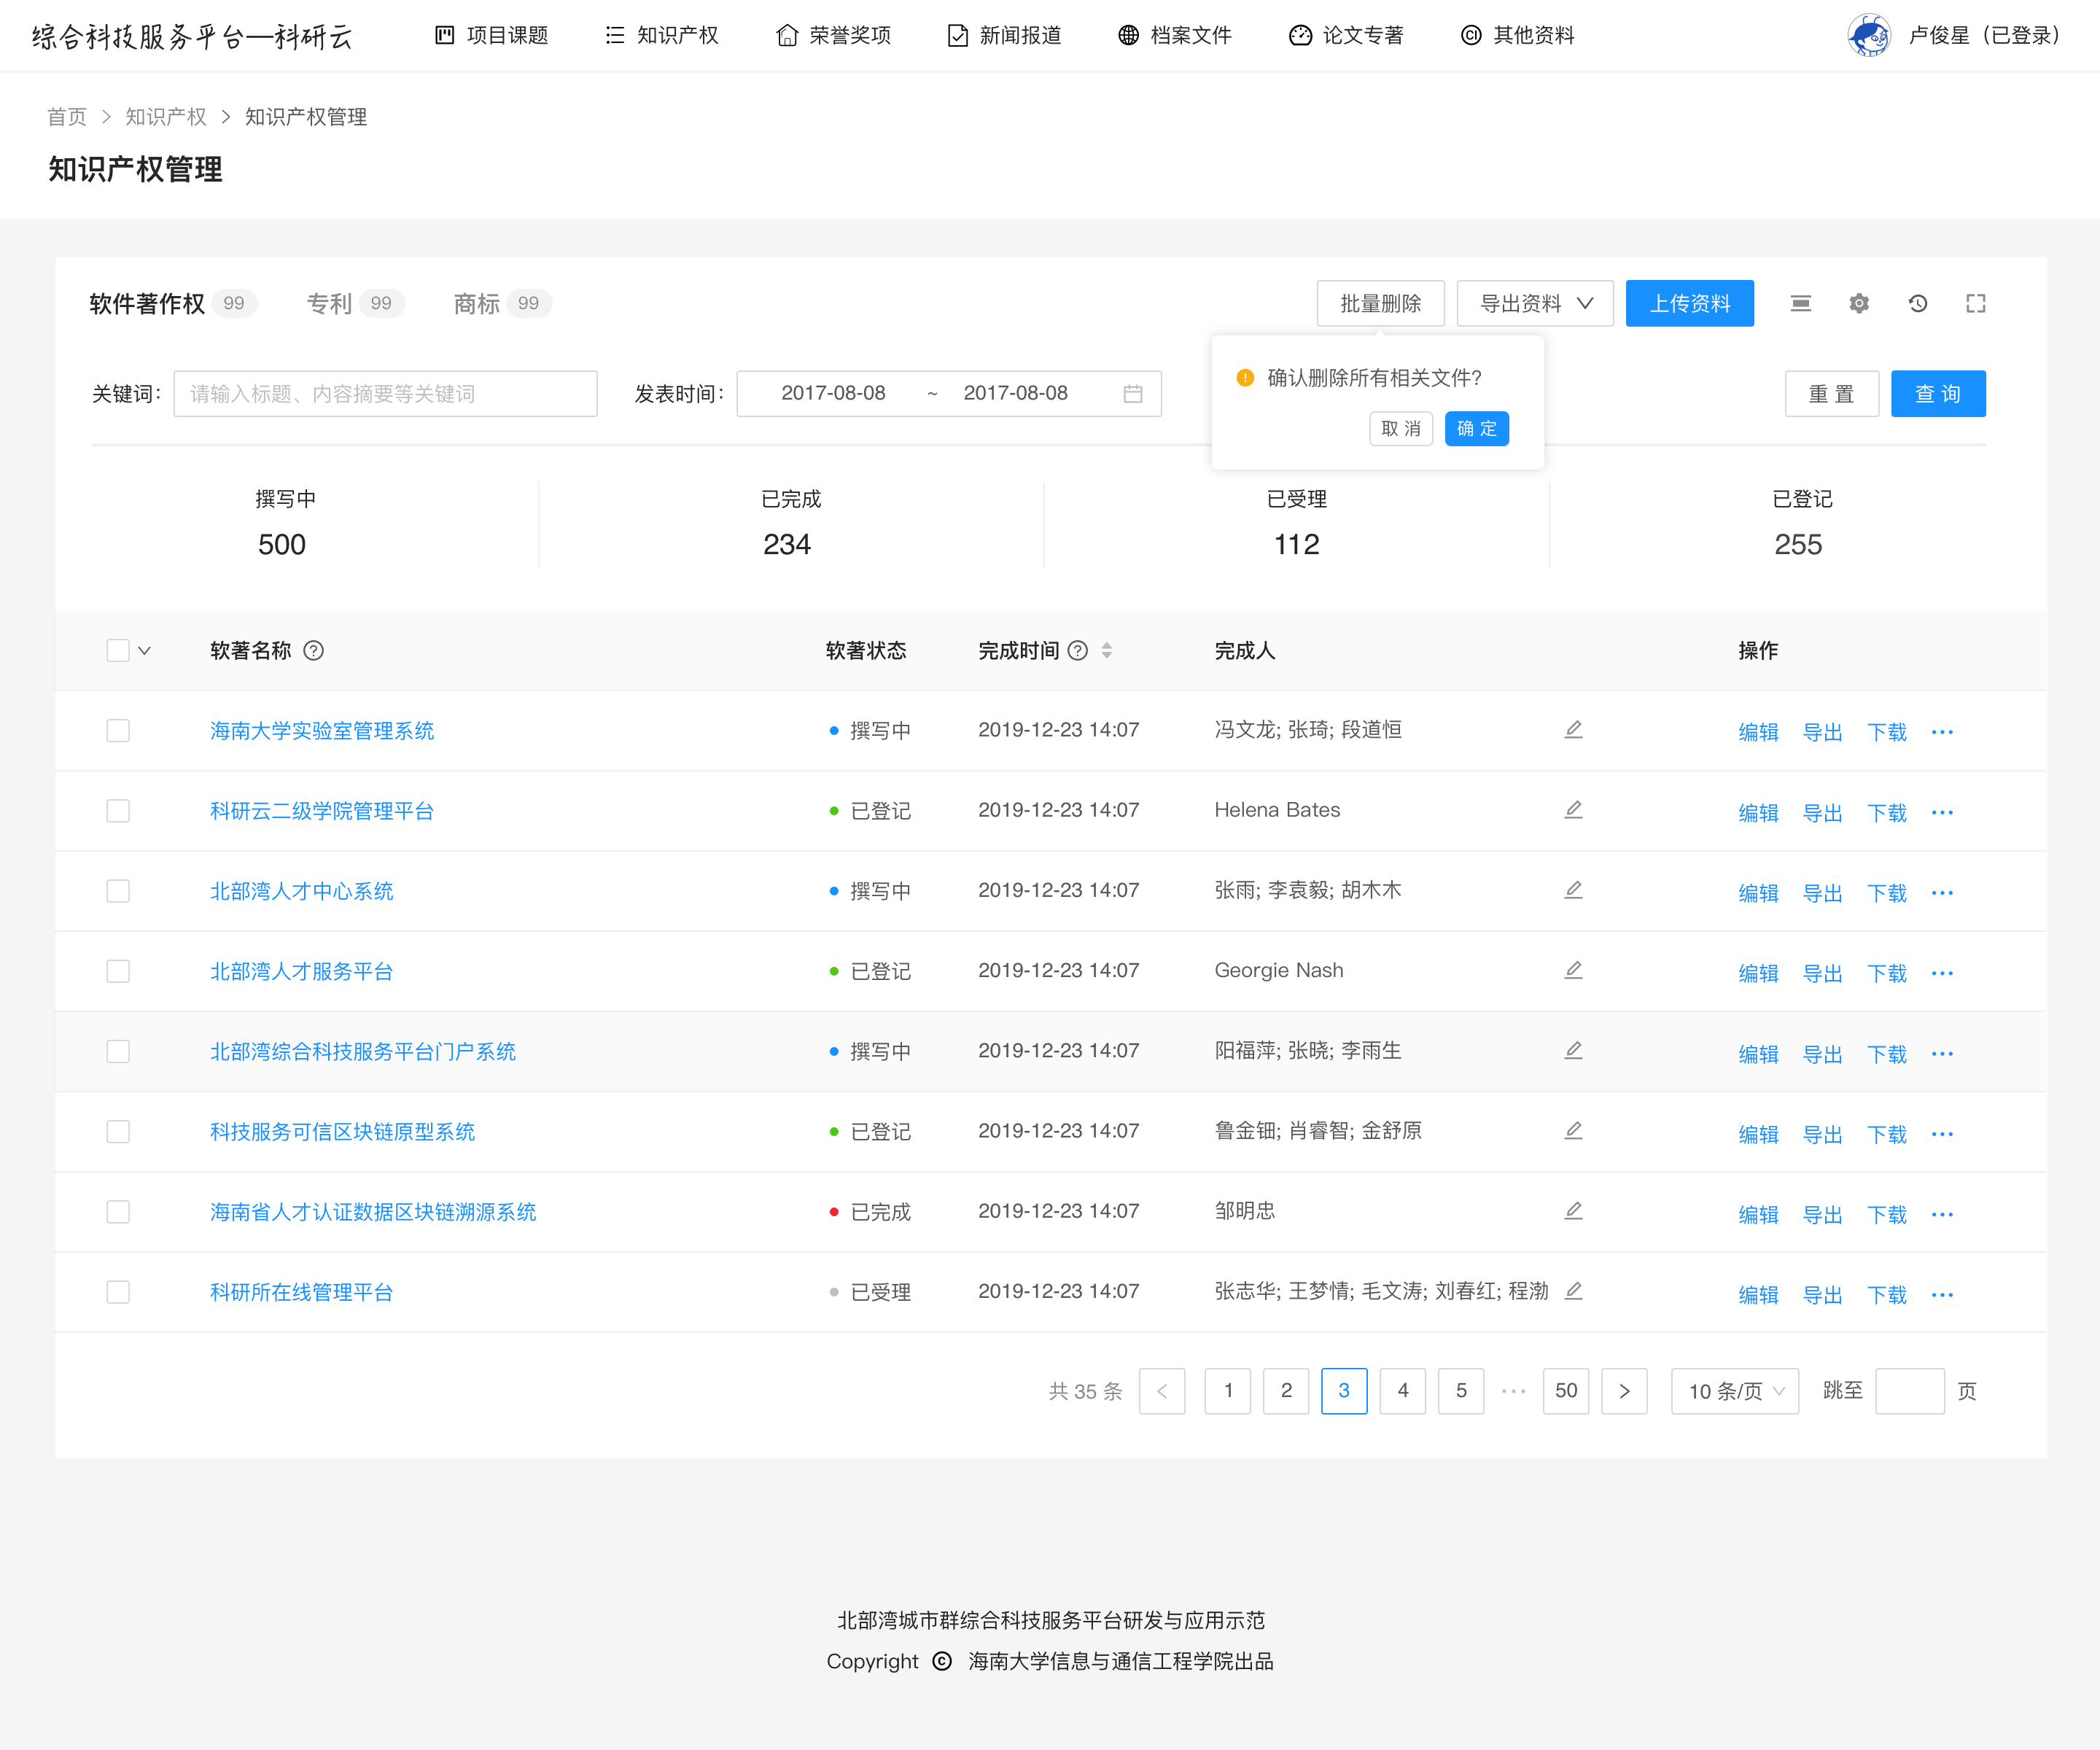 综合科技服务平台—科研云 项目课题 知识产权 荣誉奖项 新闻报道 档案文件 论文专著 其他资料 卢俊星（已登录）
首页 > 知识产权 > 知识产权管理
知识产权管理
软件著作权 99 专利 99 商标 99 批量删除 导出资料 上传资料
确认删除所有相关文件?
取 消 确 定
关键词： 请输入标题、内容摘要等关键词 发表时间： 2017-08-08 ~ 2017-08-08 重 置 查 询
撰写中 已完成 已受理 已登记
500 234 112 255
软著名称 软著状态 完成时间 完成人 操作
海南大学实验室管理系统 撰写中 2019-12-23 14:07 冯文龙; 张琦; 段道恒 编辑 导出 下载 ···
科研云二级学院管理平台 已登记 2019-12-23 14:07 Helena Bates 编辑 导出 下载 ···
北部湾人才中心系统 撰写中 2019-12-23 14:07 张雨; 李袁毅; 胡木木 编辑 导出 下载 ···
北部湾人才服务平台 已登记 2019-12-23 14:07 Georgie Nash 编辑 导出 下载 ···
北部湾综合科技服务平台门户系统 撰写中 2019-12-23 14:07 阳福萍; 张晓; 李雨生 编辑 导出 下载 ···
科技服务可信区块链原型系统 已登记 2019-12-23 14:07 鲁金钿; 肖睿智; 金舒原 编辑 导出 下载 ···
海南省人才认证数据区块链溯源系统 已完成 2019-12-23 14:07 邹明忠 编辑 导出 下载 ···
科研所在线管理平台 已受理 2019-12-23 14:07 张志华; 王梦情; 毛文涛; 刘春红; 程渤 编辑 导出 下载 ···
共 35 条 < 1 2 3 4 5 ··· 50 > 10 条/页 跳至 页
北部湾城市群综合科技服务平台研发与应用示范
Copyright © 海南大学信息与通信工程学院出品